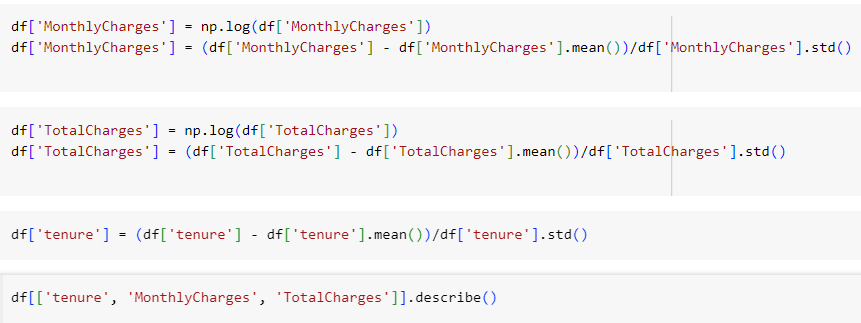 df['MonthlyCharges'] = np.log(df['MonthlyCharges'])
df['MonthlyCharges'] = (df['MonthlyCharges'] - df['MonthlyCharges'].mean())/df['MonthlyCharges'].std()
df['TotalCharges'] = np.log(df['TotalCharges'])
df['TotalCharges'] = (df['TotalCharges'] - df['TotalCharges'].mean())/df['TotalCharges'].std()
df['tenure'] = (df['tenure'] - df['tenure'].mean())/df['tenure'].std()
df[['tenure', 'MonthlyCharges', 'TotalCharges']].describe()